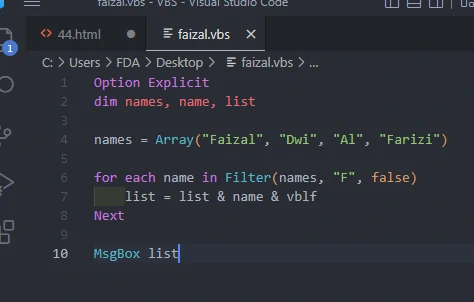 faizal.vbs - VBS - Visual Studio Code
44.html
faizal.vbs
C: > Users > FDA > Desktop > faizal.vbs > ...
1
1 Option Explicit
2 dim names, name, list
3
4 names = Array("Faizal", "Dwi", "Al", "Farizi")
5
6 for each name in Filter(names, "F", false)
7 list = list & name & vblf
8 Next
9
10 MsgBox list